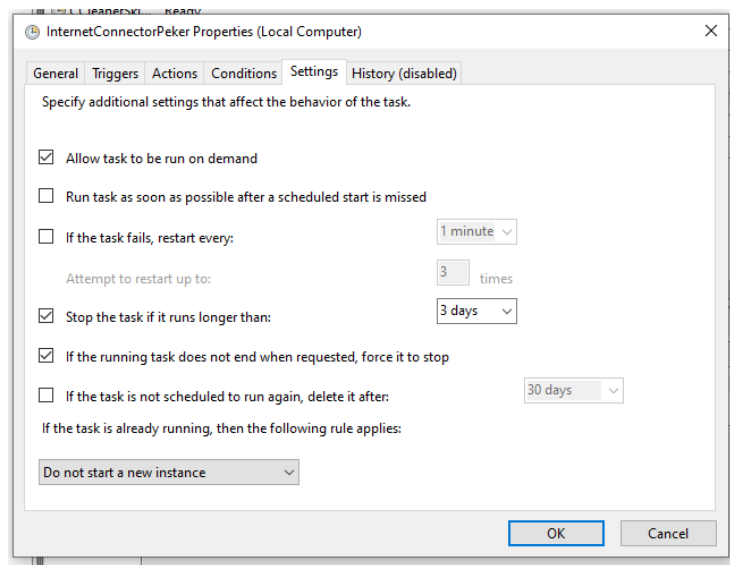 CCleanerSki... Ready
InternetConnectorPeker Properties (Local Computer)
General Triggers Actions Conditions Settings History (disabled)
Specify additional settings that affect the behavior of the task.
Allow task to be run on demand
Run task as soon as possible after a scheduled start is missed
If the task fails, restart every: 1 minute
Attempt to restart up to: 3 times
Stop the task if it runs longer than: 3 days
If the running task does not end when requested, force it to stop
If the task is not scheduled to run again, delete it after: 30 days
If the task is already running, then the following rule applies:
Do not start a new instance
OK Cancel